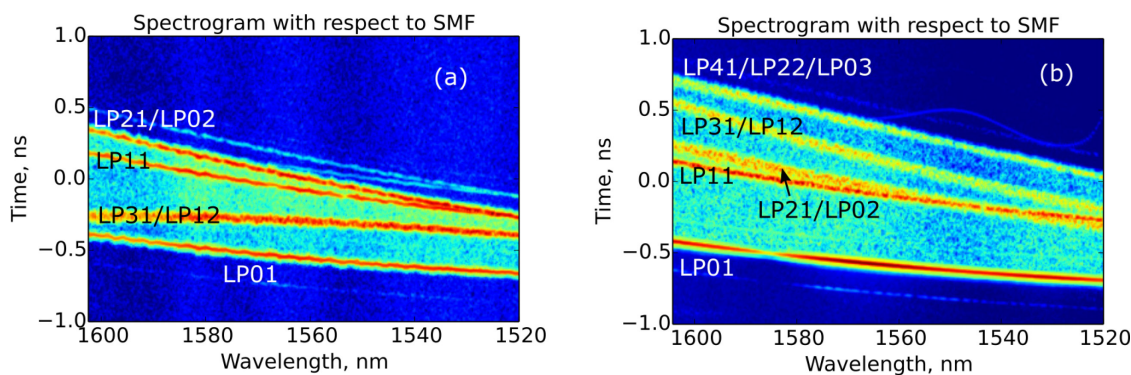 Spectrogram with respect to SMF
(a)
1.0
0.5
0.0
−0.5
−1.0
Time, ns
LP21/LP02
LP11
LP31/LP12
LP01
1600 1580 1560 1540 1520
Wavelength, nm
Spectrogram with respect to SMF
(b)
1.0
0.5
0.0
−0.5
−1.0
Time, ns
LP41/LP22/LP03
LP31/LP12
LP11
LP21/LP02
LP01
1600 1580 1560 1540 1520
Wavelength, nm